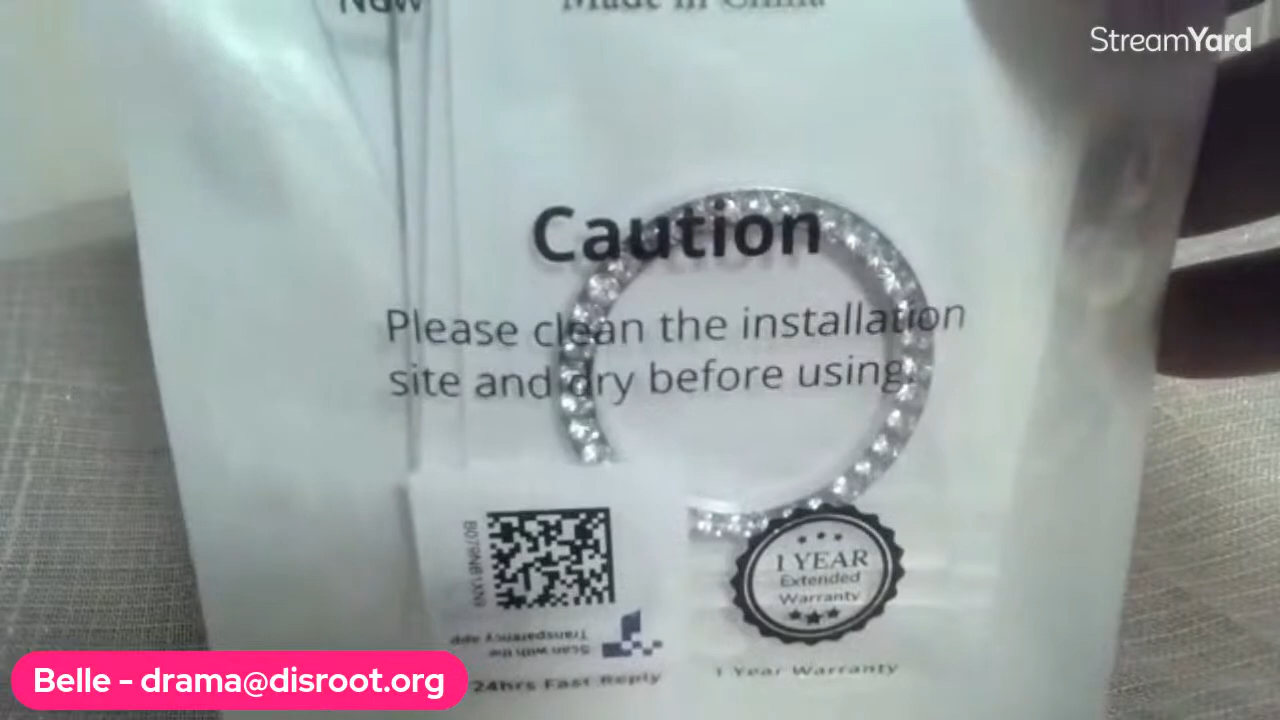 New
Made in China
StreamYard
Caution
Please clean the installation
site and dry before using.
1 YEAR
Extended
Warranty
Scan with the
Transparency app
24hrs Fast Reply
1 Year Warranty
Belle - drama@disroot.org